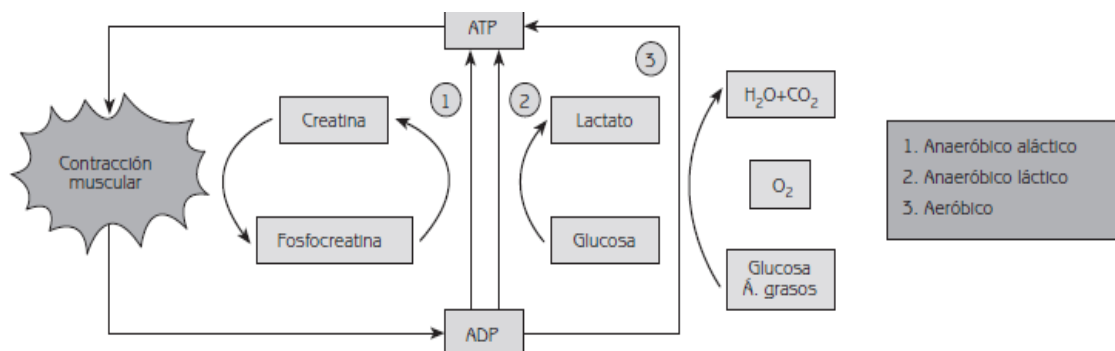 ATP
3
1
2
H₂O+CO₂
Creatina
Lactato
Contracción
muscular
1. Anaeróbico aláctico
2. Anaeróbico láctico
3. Aeróbico
O₂
Fosfocreatina
Glucosa
Glucosa
Á. grasos
ADP